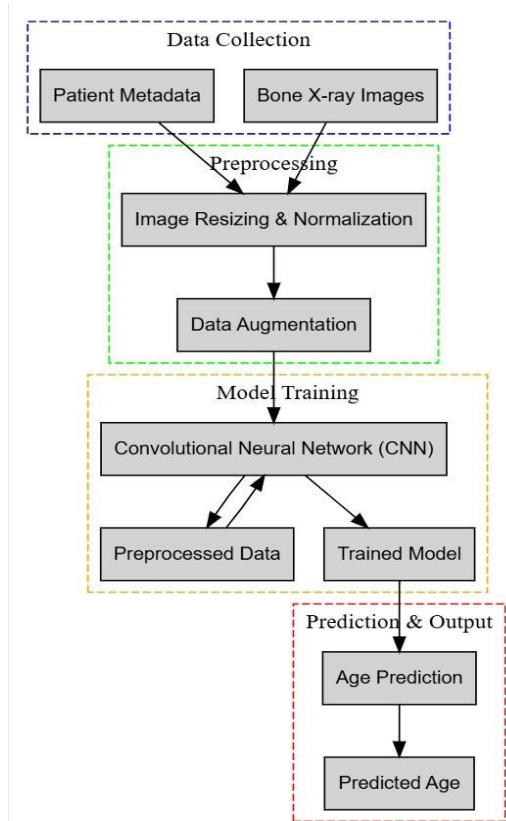 Data Collection
Patient Metadata
Bone X-ray Images
Preprocessing
Image Resizing & Normalization
Data Augmentation
Model Training
Convolutional Neural Network (CNN)
Preprocessed Data
Trained Model
Prediction & Output
Age Prediction
Predicted Age